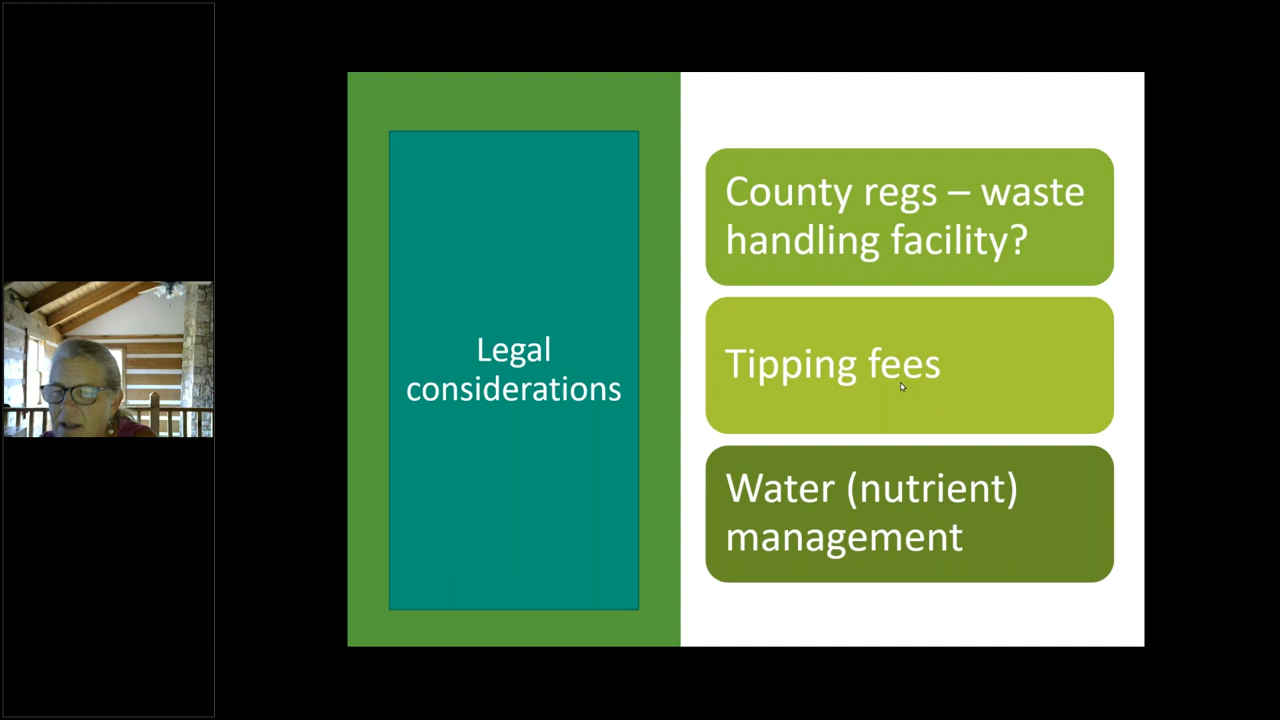 Legal
considerations
County regs – waste
handling facility?
Tipping fees
Water (nutrient)
management